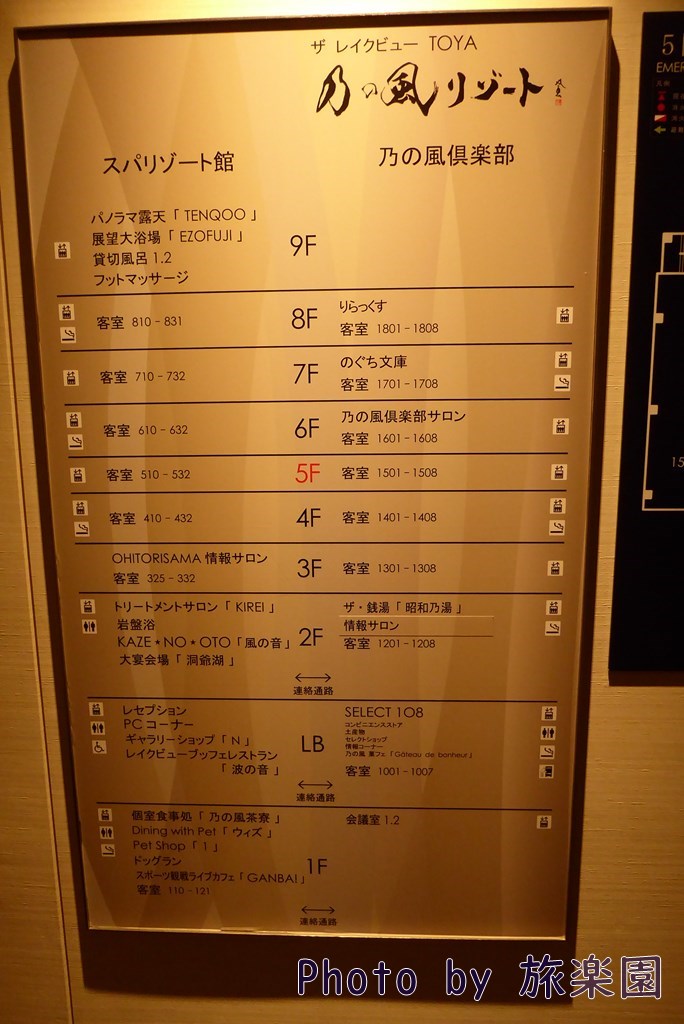 ザ レイクビュー TOYA
乃の風リゾート
スパリゾート館
乃の風倶楽部
パノラマ露天「 TENQOO 」
展望大浴場「 EZOFUJI 」
貸切風呂 1.2
フットマッサージ
9F
客室 810 - 831
8F
りらっくす
客室 1801 - 1808
客室 710 - 732
7F
のぐち文庫
客室 1701 - 1708
客室 610 - 632
6F
乃の風倶楽部サロン
客室 1601 - 1608
客室 510 - 532
5F
客室 1501 - 1508
客室 410 - 432
4F
客室 1401 - 1408
OHITORISAMA 情報サロン
客室 325 - 332
3F
客室 1301 - 1308
トリートメントサロン「 KIREI 」
岩盤浴
KAZE★NO★OTO「 風の音 」
大宴会場「 洞爺湖 」
2F
ザ・銭湯「 昭和乃湯 」
情報サロン
客室 1201 - 1208
連絡通路
レセプション
PC コーナー
ギャラリーショップ「 N 」
レイクビューブッフェレストラン
「 波の音 」
LB
SELECT 108
コンビニエンスストア
土産物
セレクトショップ
情報コーナー
乃の風 菓フェ「Gâteau de bonheur」
客室 1001 - 1007
連絡通路
個室食事処「 乃の風茶寮 」
Dining with Pet「 ウィズ 」
Pet Shop「 1 」
ドッグラン
スポーツ観戦ライブカフェ「 GANBA! 」
客室 110 - 121
1F
会議室 1.2
連絡通路
5
EMER
15
Photo by 旅楽園